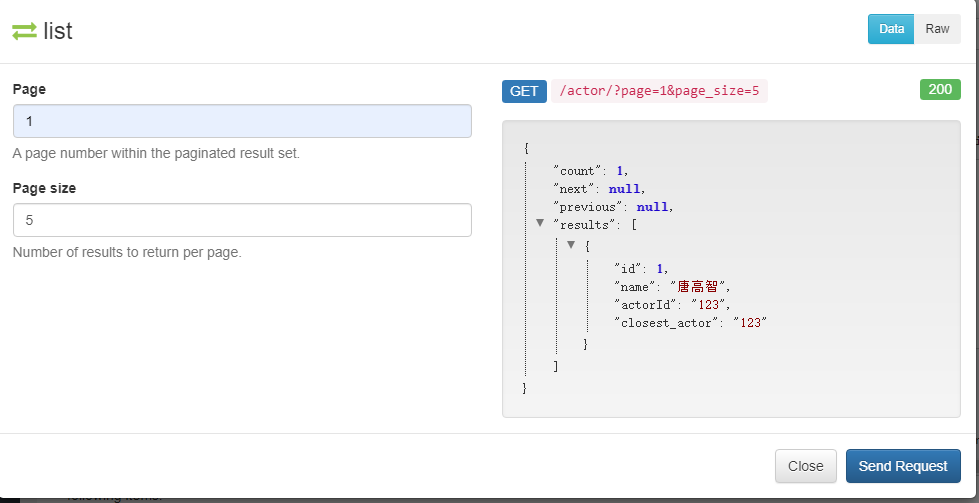 list
Data
Raw
Page
1
A page number within the paginated result set.
Page size
5
Number of results to return per page.
GET
/actor/?page=1&page_size=5
200
{
"count": 1,
"next": null,
"previous": null,
"results": [
{
"id": 1,
"name": "唐高智",
"actorId": "123",
"closest_actor": "123"
}
]
}
Close
Send Request